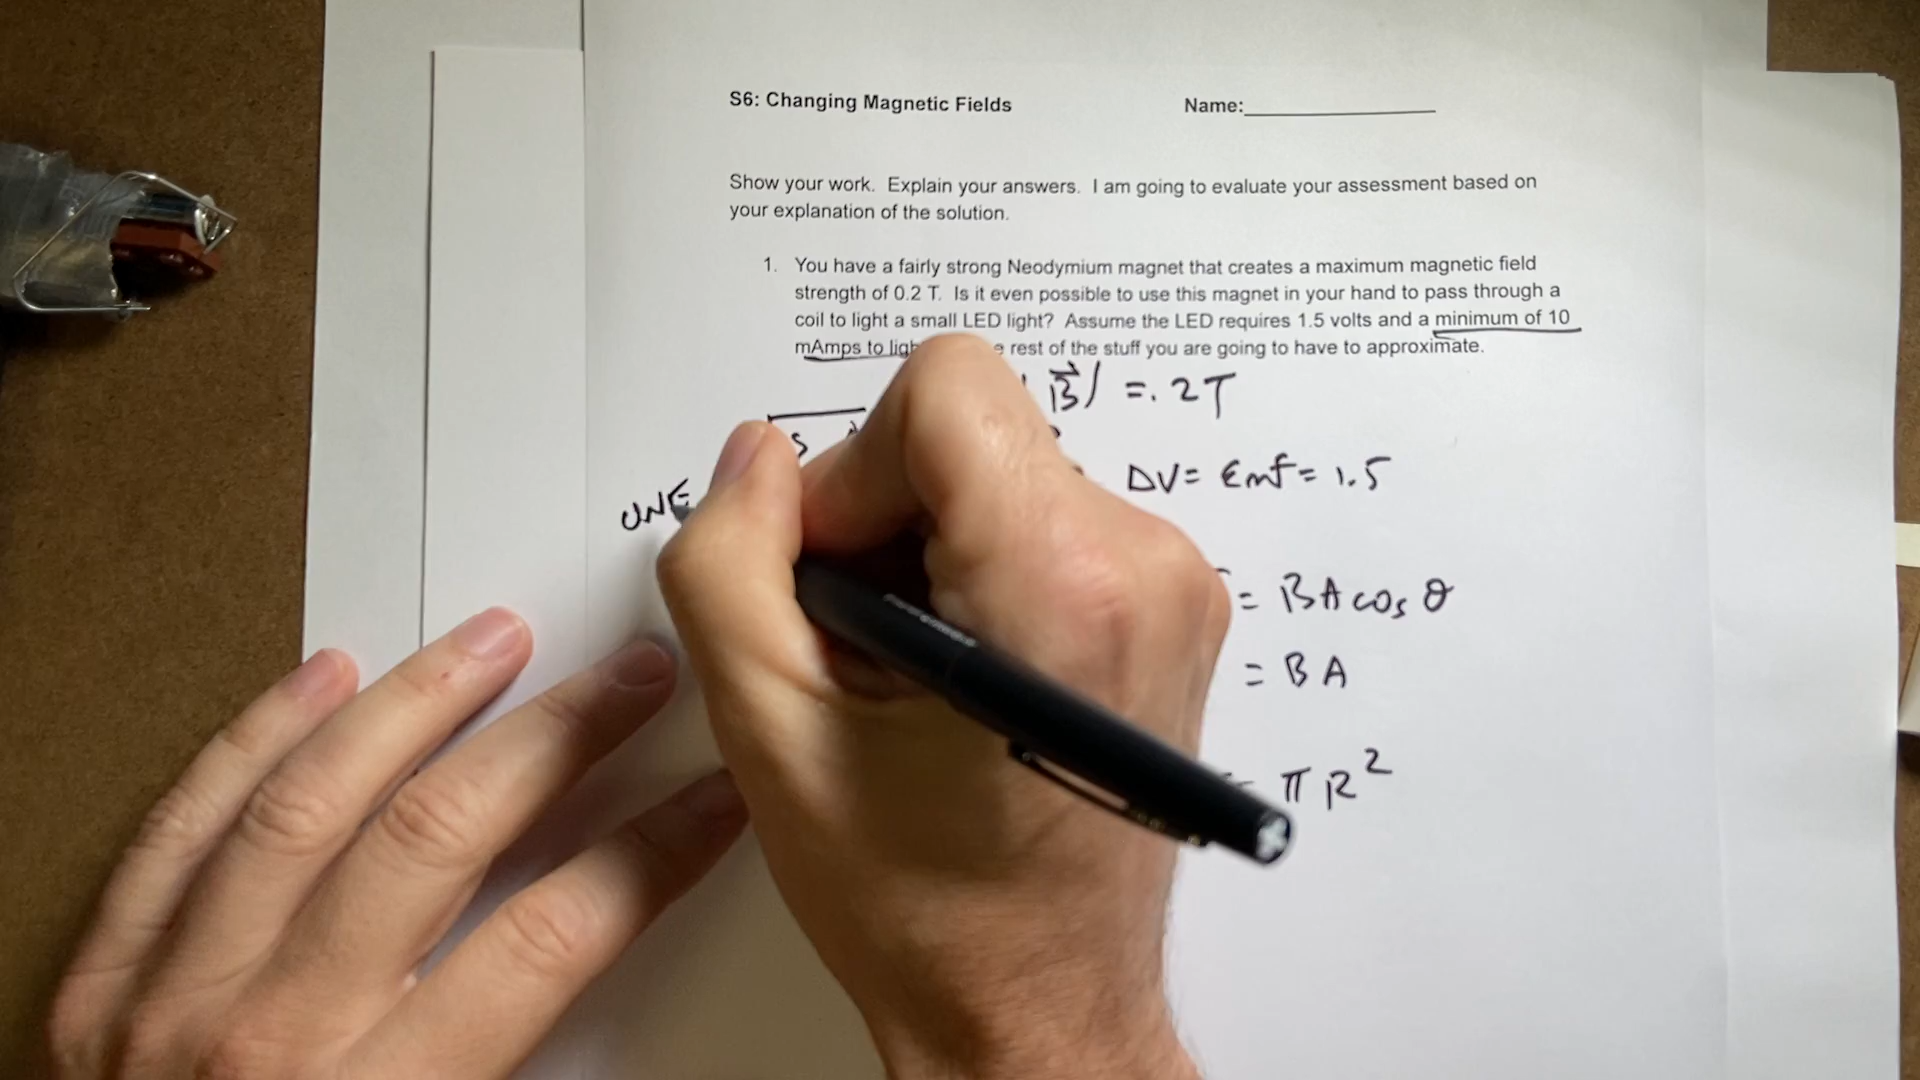 S6: Changing Magnetic Fields
Name:
Show your work. Explain your answers. I am going to evaluate your assessment based on
your explanation of the solution.
1. You have a fairly strong Neodymium magnet that creates a maximum magnetic field
strength of 0.2 T. Is it even possible to use this magnet in your hand to pass through a
coil to light a small LED light? Assume the LED requires 1.5 volts and a minimum of 10
mAmps to rest of the stuff you are going to have to approximate.
|B⃗| = .2T
S
ΔV = εmf = 1.5
ONE
= BA cos θ
= BA
= πR²